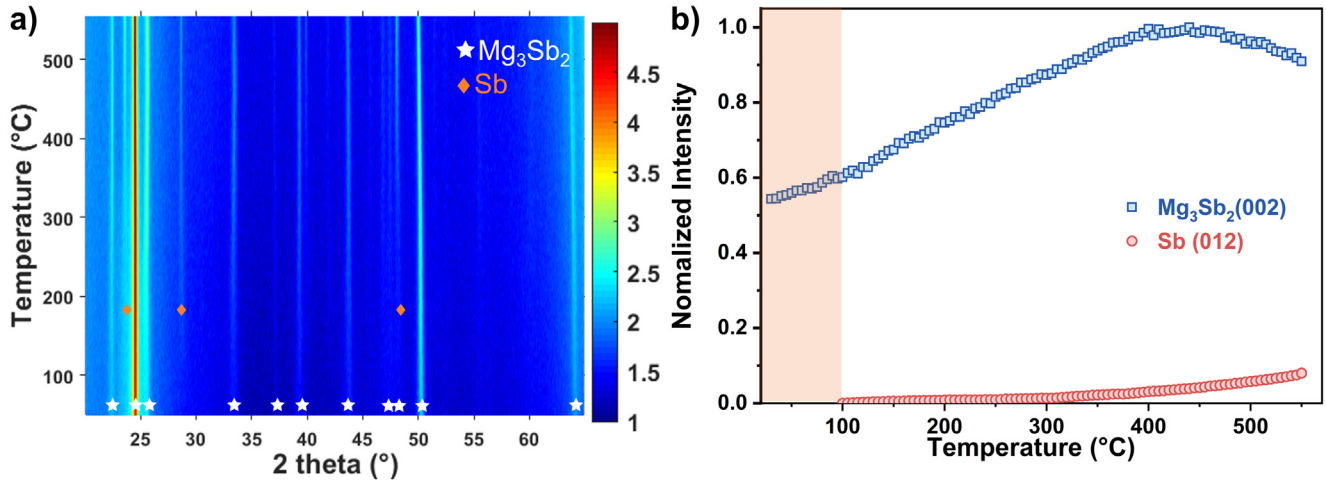 a)
Temperature (°C)
500
400
300
200
100
25 30 35 40 45 50 55 60
2 theta (°)
Mg₃Sb₂
Sb
4.5
4
3.5
3
2.5
2
1.5
1
b)
Nomalized Intensity
1.0
0.8
0.6
0.4
0.2
0.0
100 200 300 400 500
Temperature (°C)
Mg₃Sb₂(002)
Sb (012)